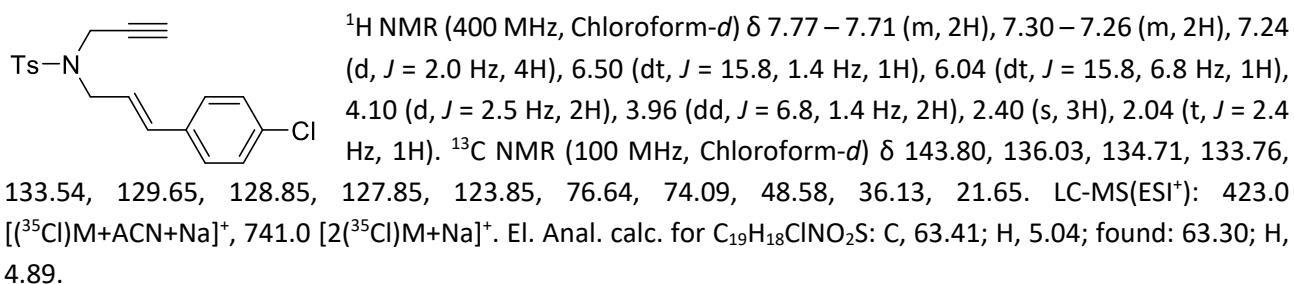 ¹H NMR (400 MHz, Chloroform-d) δ 7.77 – 7.71 (m, 2H), 7.30 – 7.26 (m, 2H), 7.24
(d, J = 2.0 Hz, 4H), 6.50 (dt, J = 15.8, 1.4 Hz, 1H), 6.04 (dt, J = 15.8, 6.8 Hz, 1H),
4.10 (d, J = 2.5 Hz, 2H), 3.96 (dd, J = 6.8, 1.4 Hz, 2H), 2.40 (s, 3H), 2.04 (t, J = 2.4
Hz, 1H). ¹³C NMR (100 MHz, Chloroform-d) δ 143.80, 136.03, 134.71, 133.76,
133.54, 129.65, 128.85, 127.85, 123.85, 76.64, 74.09, 48.58, 36.13, 21.65. LC-MS(ESI⁺): 423.0
[(³⁵Cl)M+ACN+Na]⁺, 741.0 [2(³⁵Cl)M+Na]⁺. El. Anal. calc. for C₁₉H₁₈ClNO₂S: C, 63.41; H, 5.04; found: 63.30; H,
4.89.
Ts
N
Cl